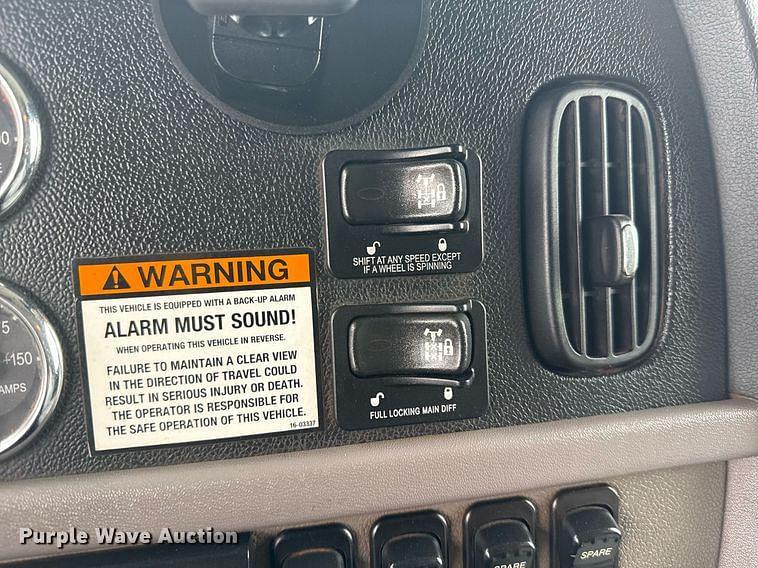 WARNING
THIS VEHICLE IS EQUIPPED WITH A BACK-UP ALARM
ALARM MUST SOUND!
WHEN OPERATING THIS VEHICLE IN REVERSE.
FAILURE TO MAINTAIN A CLEAR VIEW
IN THE DIRECTION OF TRAVEL COULD
RESULT IN SERIOUS INJURY OR DEATH.
THE OPERATOR IS RESPONSIBLE FOR
THE SAFE OPERATION OF THIS VEHICLE.
16-03337
SHIFT AT ANY SPEED EXCEPT
IF A WHEEL IS SPINNING
FULL LOCKING MAIN DIFF
75
150
AMPS
SPARE
SPARE
Purple Wave Auction